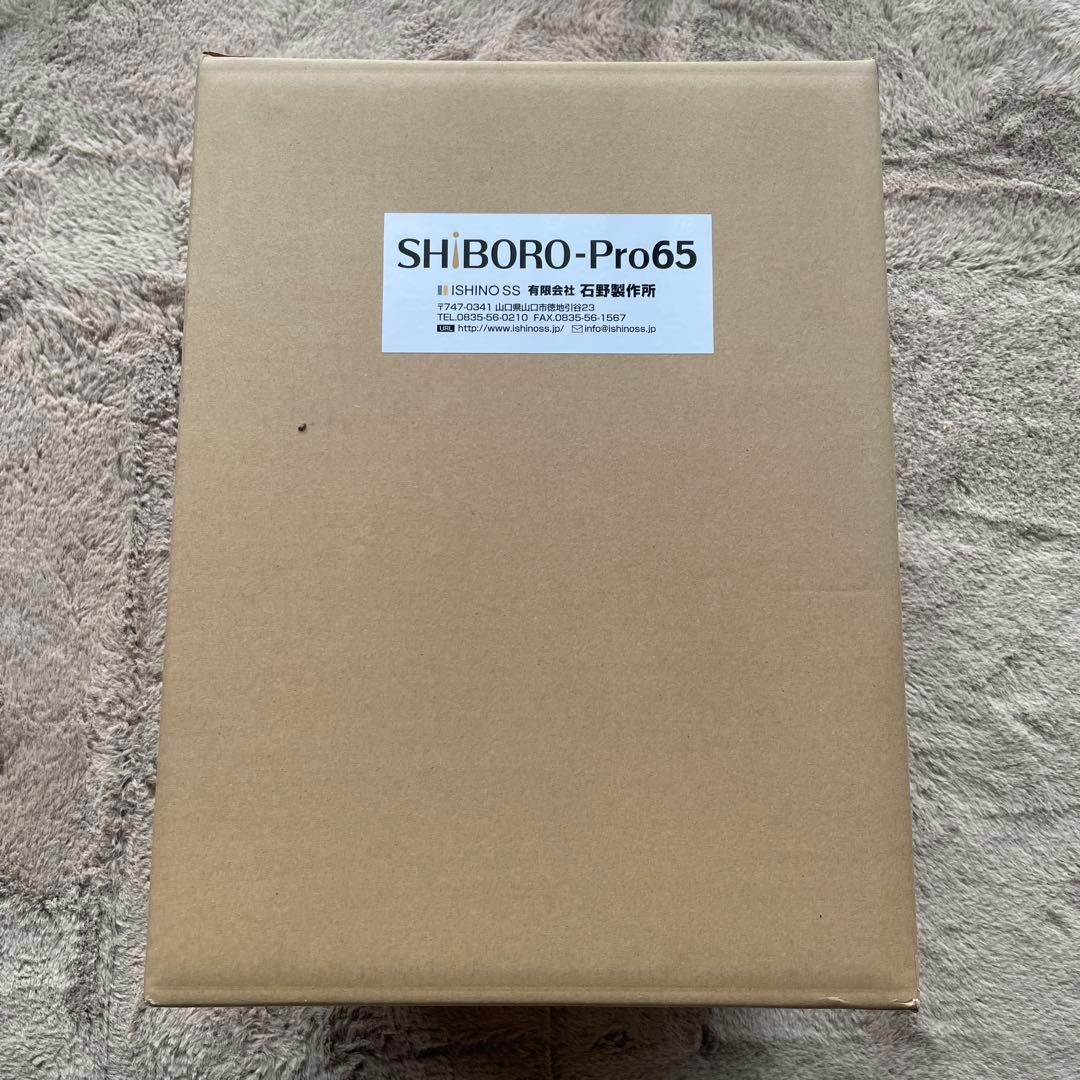 SHiBORO-Pro65
ISHINO SS 有限会社 石野製作所
〒747-0341 山口県山口市徳地引谷23
TEL.0835-56-0210 FAX.0835-56-1567
URL http://www.ishinoss.jp/ info@ishinoss.jp